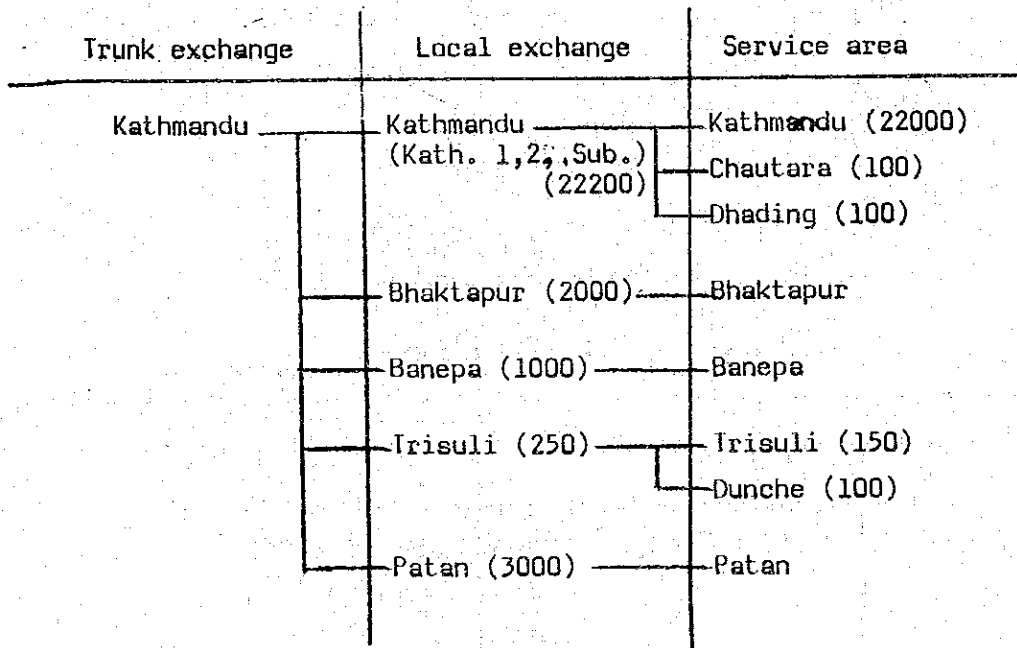 Trunk exchange Local exchange Service area
Kathmandu Kathmandu Kathmandu (22000)
(Kath. 1,2,,Sub.) Chautara (100)
(22200)
Dhading (100)
Bhaktapur (2000) Bhaktapur
Banepa (1000) Banepa
Trisuli (250) Trisuli (150)
Dunche (100)
Patan (3000) Patan